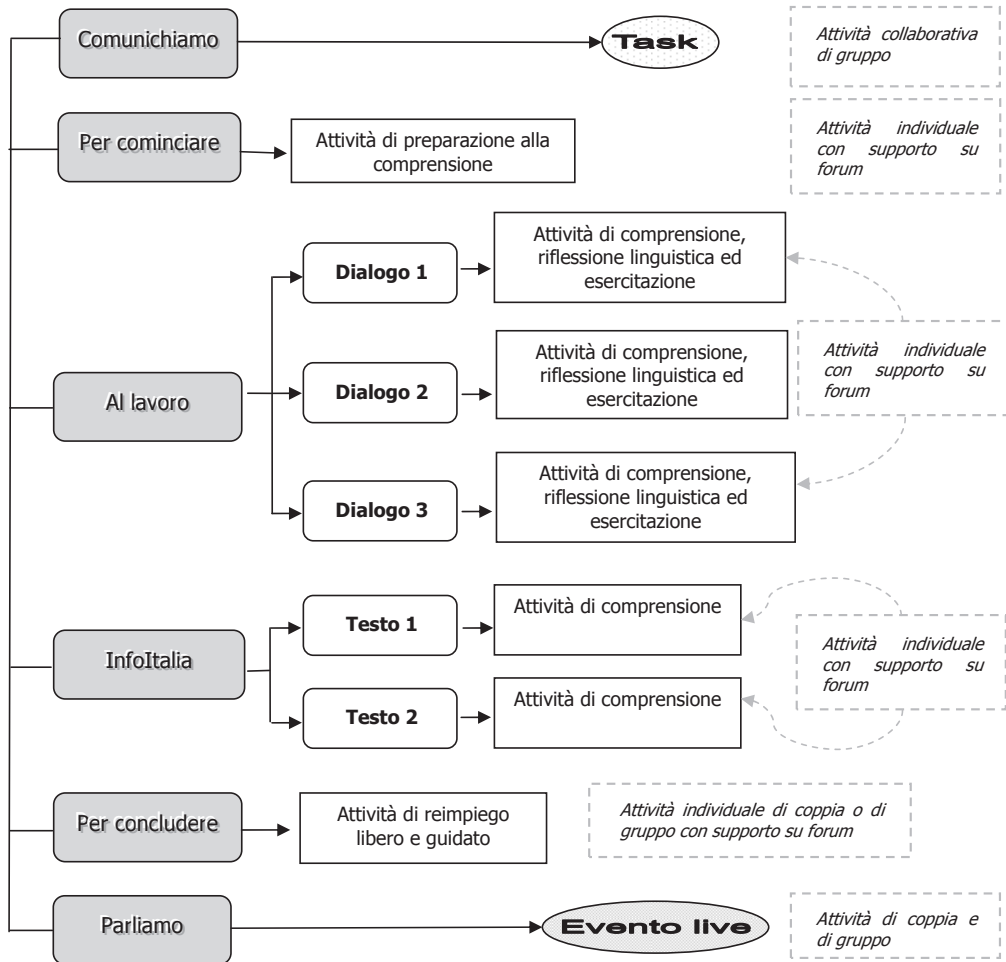 Comunichiamo
Task
Attività collaborativa
di gruppo
Per cominciare
Attività di preparazione alla
comprensione
Attività individuale
con supporto su
forum
Al lavoro
Dialogo 1
Attività di comprensione,
riflessione linguistica ed
esercitazione
Dialogo 2
Attività di comprensione,
riflessione linguistica ed
esercitazione
Dialogo 3
Attività di comprensione,
riflessione linguistica ed
esercitazione
Attività individuale
con supporto su
forum
InfoItalia
Testo 1
Attività di comprensione
Testo 2
Attività di comprensione
Attività individuale
con supporto su
forum
Per concludere
Attività di reimpiego
libero e guidato
Attività individuale di coppia o di
gruppo con supporto su forum
Parliamo
Evento live
Attività di coppia e
di gruppo